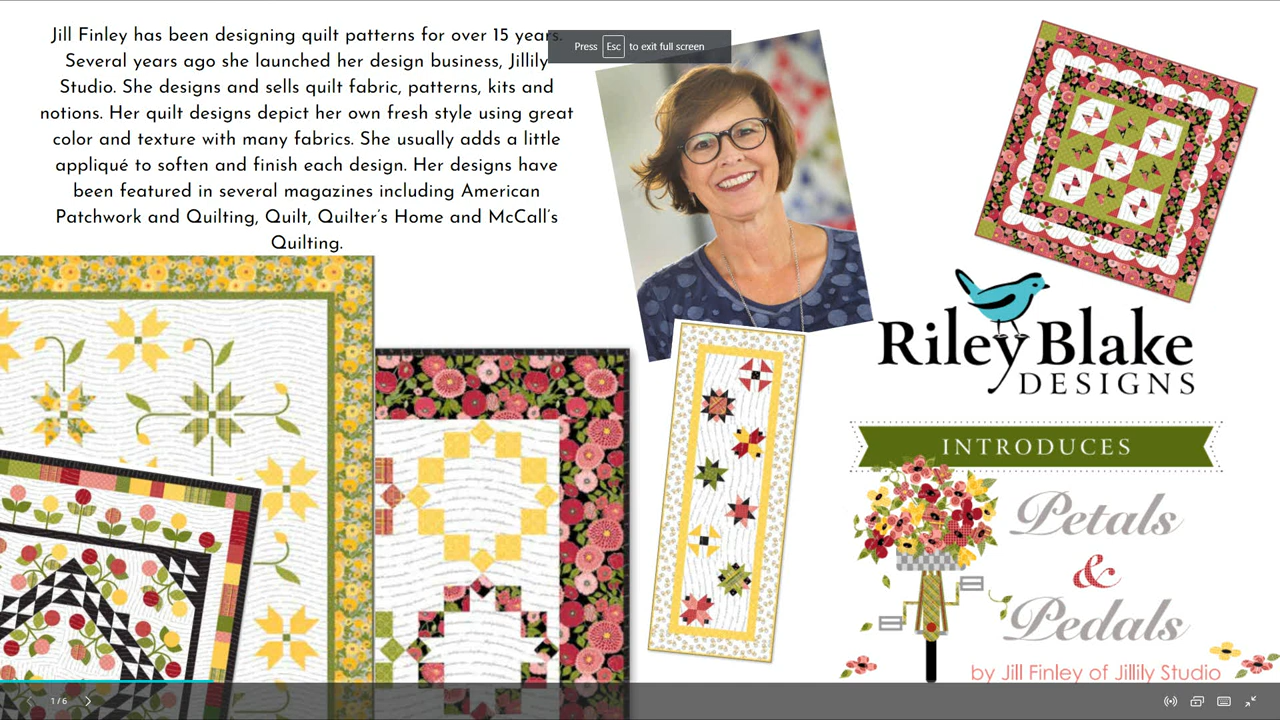 Jill Finley has been designing quilt patterns for over 15 years.
Several years ago she launched her design business, Jillily
Studio. She designs and sells quilt fabric, patterns, kits and
notions. Her quilt designs depict her own fresh style using great
color and texture with many fabrics. She usually adds a little
appliqué to soften and finish each design. Her designs have
been featured in several magazines including American
Patchwork and Quilting, Quilt, Quilter's Home and McCall's
Quilting.
Press Esc to exit full screen
Riley Blake
DESIGNS
INTRODUCES
Petals
&
Pedals
by Jill Finley of Jillily Studio
1/6